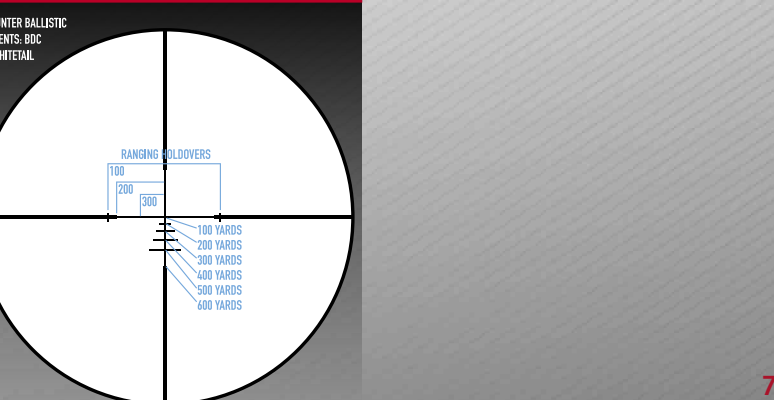 NTER BALLISTIC
ENTS: BDC
HITETAIL
RANGING HOLDOVERS
100
200
300
100 YARDS
200 YARDS
300 YARDS
400 YARDS
500 YARDS
600 YARDS
7